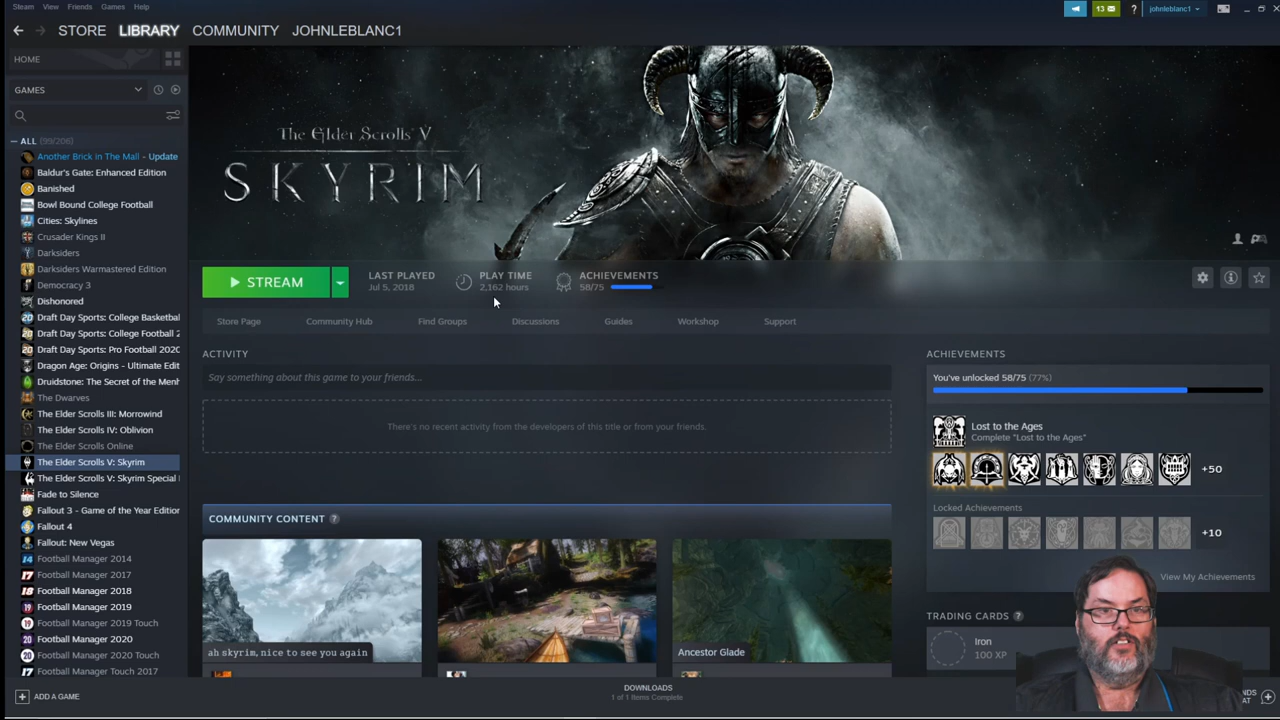 Steam View Friends Games Help
13 ? johnleblanc1
STORE LIBRARY COMMUNITY JOHNLEBLANC1
HOME
GAMES
ALL (99/206)
Another Brick in The Mall - Update
Baldur's Gate: Enhanced Edition
Banished
Bowl Bound College Football
Cities: Skylines
Crusader Kings II
Darksiders
Darksiders Warmastered Edition
Democracy 3
Dishonored
Draft Day Sports: College Basketbal
Draft Day Sports: College Football 2
Draft Day Sports: Pro Football 2020
Dragon Age: Origins - Ultimate Edit
Druidstone: The Secret of the Menh
The Dwarves
The Elder Scrolls III: Morrowind
The Elder Scrolls IV: Oblivion
The Elder Scrolls Online
The Elder Scrolls V: Skyrim
The Elder Scrolls V: Skyrim Special
Fade to Silence
Fallout 3 - Game of the Year Edition
Fallout 4
Fallout: New Vegas
Football Manager 2014
Football Manager 2017
Football Manager 2018
Football Manager 2019
Football Manager 2019 Touch
Football Manager 2020
Football Manager 2020 Touch
Football Manager Touch 2017
ADD A GAME
The Elder Scrolls V
SKYRIM
STREAM
LAST PLAYED
Jul 5, 2018
PLAY TIME
2,162 hours
ACHIEVEMENTS
58/75
Store Page Community Hub Find Groups Discussions Guides Workshop Support
ACTIVITY
Say something about this game to your friends...
There's no recent activity from the developers of this title or from your friends.
COMMUNITY CONTENT ?
ah skyrim, nice to see you again
Ancestor Glade
ACHIEVEMENTS
You've unlocked 58/75 (77%)
Lost to the Ages
Complete "Lost to the Ages"
+50
Locked Achievements
+10
View My Achievements
TRADING CARDS ?
Iron
100 XP
DOWNLOADS
1 of 1 Items Complete